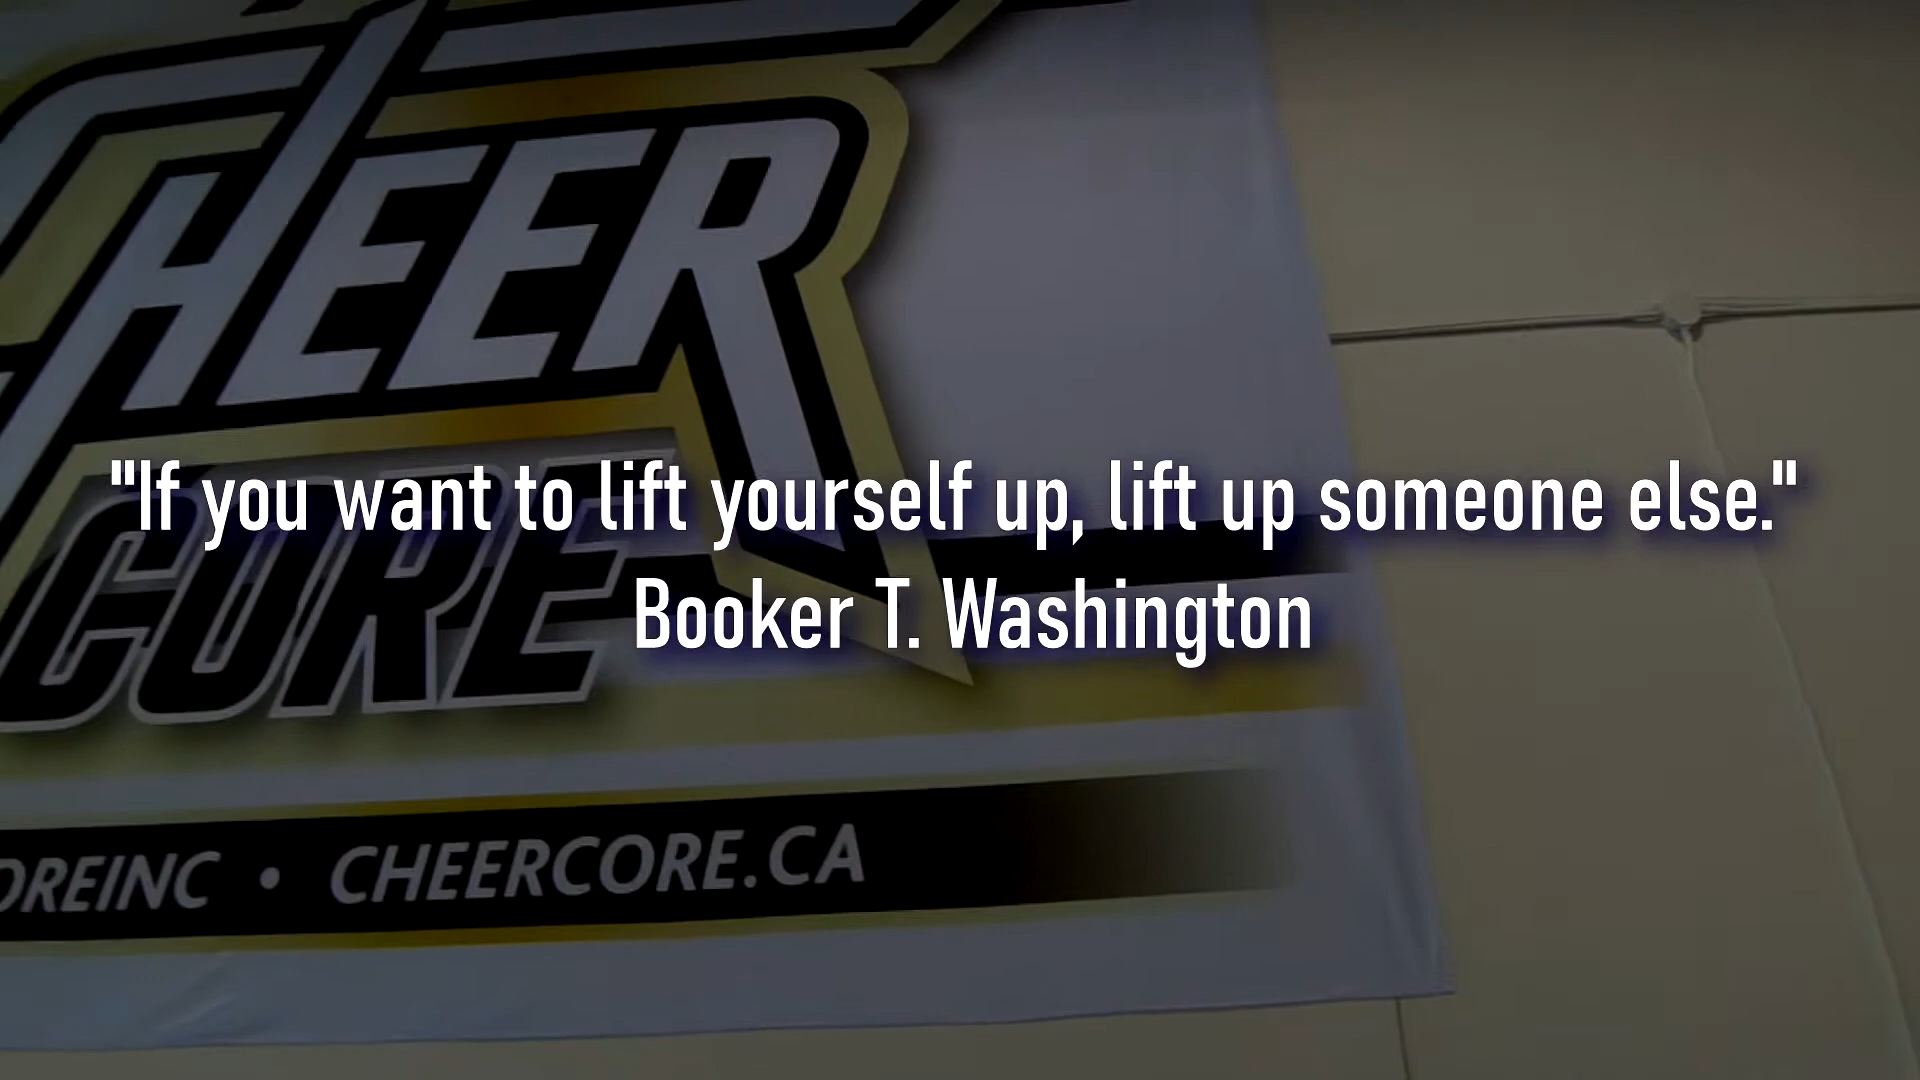 CHEER
CORE
"If you want to lift yourself up, lift up someone else."
Booker T. Washington
OREINC • CHEERCORE.CA